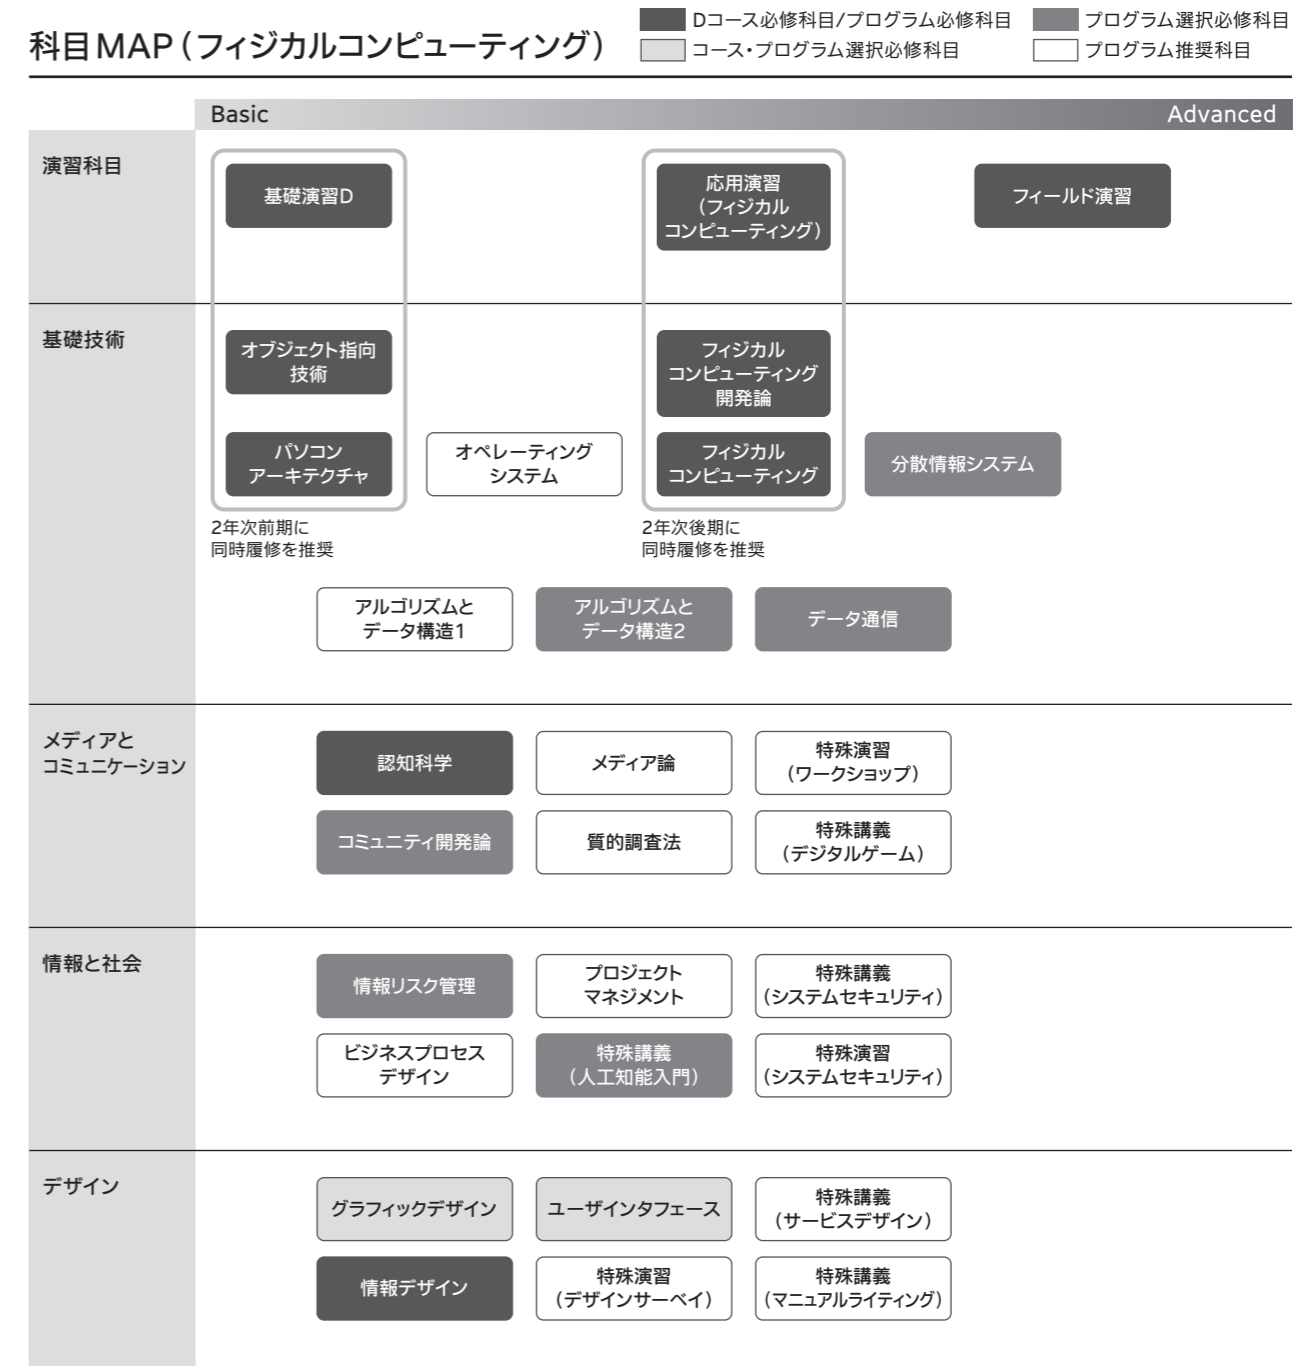 科目MAP(フィジカルコンピューティング)
Dコース必修科目/プログラム必修科目
プログラム選択必修科目
コース・プログラム選択必修科目
プログラム推奨科目
Basic
Advanced
演習科目
基礎演習D
応用演習
(フィジカル
コンピューティング)
フィールド演習
基礎技術
オブジェクト指向
技術
フィジカル
コンピューティング
開発論
パソコン
アーキテクチャ
オペレーティング
システム
フィジカル
コンピューティング
分散情報システム
2年次前期に
同時履修を推奨
2年次後期に
同時履修を推奨
アルゴリズムと
データ構造1
アルゴリズムと
データ構造2
データ通信
メディアと
コミュニケーション
認知科学
メディア論
特殊演習
(ワークショップ)
コミュニティ開発論
質的調査法
特殊講義
(デジタルゲーム)
情報と社会
情報リスク管理
プロジェクト
マネジメント
特殊講義
(システムセキュリティ)
ビジネスプロセス
デザイン
特殊講義
(人工知能入門)
特殊演習
(システムセキュリティ)
デザイン
グラフィックデザイン
ユーザインタフェース
特殊講義
(サービスデザイン)
情報デザイン
特殊演習
(デザインサーベイ)
特殊講義
(マニュアルライティング)